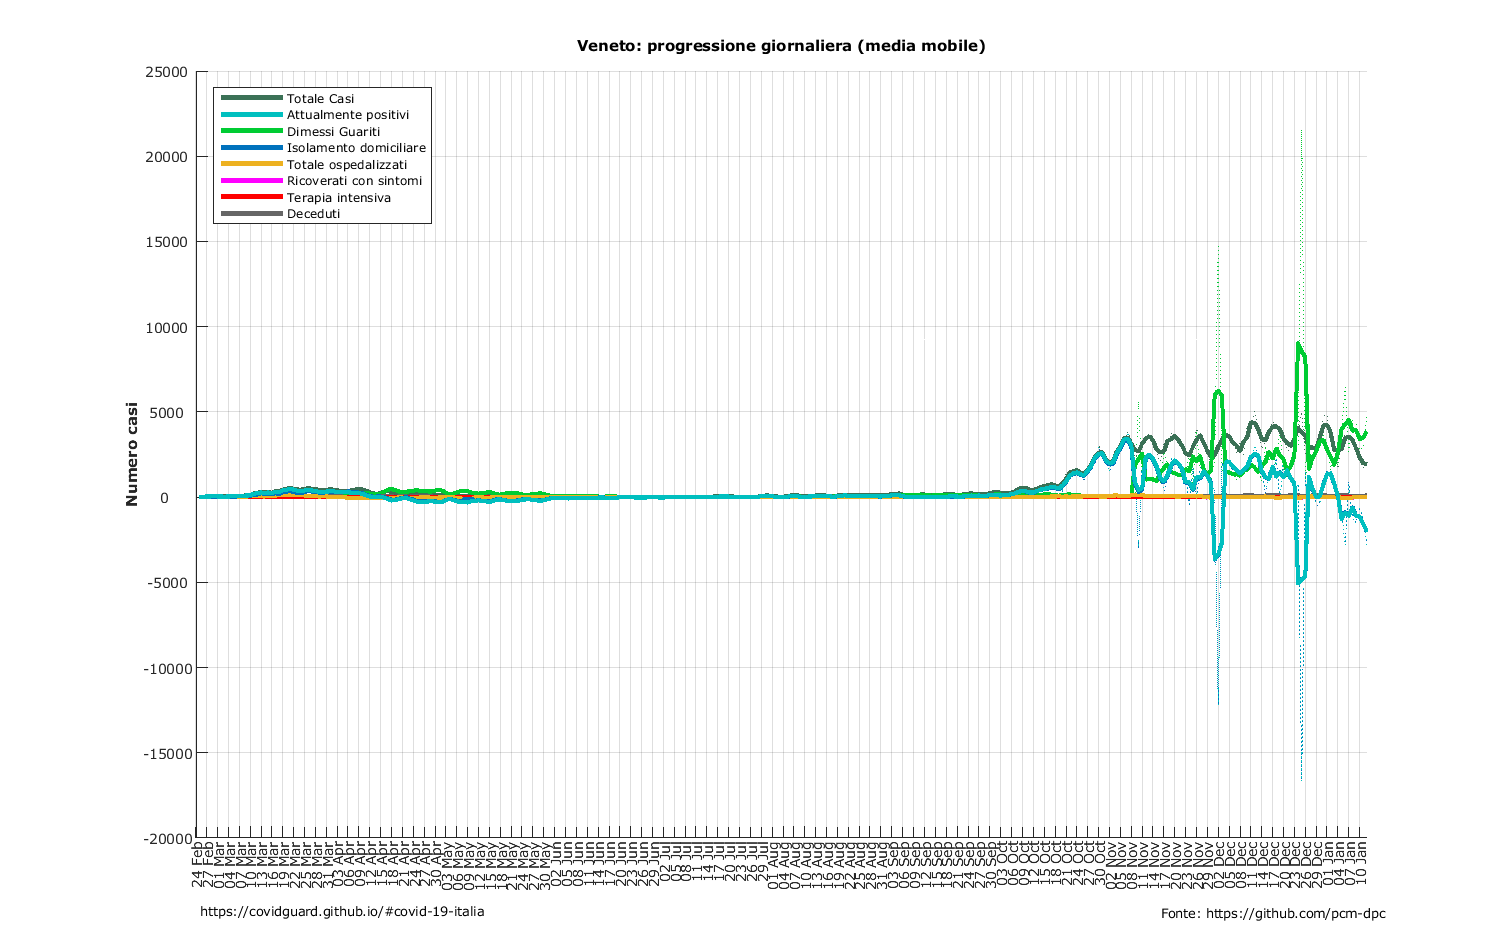 Veneto: progressione giornaliera (media mobile)
25000
20000
15000
10000
5000
0
-5000
-10000
-15000
-20000
Numero casi
Totale Casi
Attualmente positivi
Dimessi Guariti
Isolamento domiciliare
Totale ospedalizzati
Ricoverati con sintomi
Terapia intensiva
Deceduti
24 Feb
27 Feb
01 Mar
04 Mar
07 Mar
10 Mar
13 Mar
16 Mar
19 Mar
22 Mar
25 Mar
28 Mar
31 Mar
03 Apr
06 Apr
09 Apr
12 Apr
15 Apr
18 Apr
21 Apr
24 Apr
27 Apr
30 Apr
03 May
06 May
09 May
12 May
15 May
18 May
21 May
24 May
27 May
30 May
02 Jun
05 Jun
08 Jun
11 Jun
14 Jun
17 Jun
20 Jun
23 Jun
26 Jun
29 Jun
02 Jul
05 Jul
08 Jul
11 Jul
14 Jul
17 Jul
20 Jul
23 Jul
26 Jul
29 Jul
01 Aug
04 Aug
07 Aug
10 Aug
13 Aug
16 Aug
19 Aug
22 Aug
25 Aug
28 Aug
31 Aug
03 Sep
06 Sep
09 Sep
12 Sep
15 Sep
18 Sep
21 Sep
24 Sep
27 Sep
30 Sep
03 Oct
06 Oct
09 Oct
12 Oct
15 Oct
18 Oct
21 Oct
24 Oct
27 Oct
30 Oct
02 Nov
05 Nov
08 Nov
11 Nov
14 Nov
17 Nov
20 Nov
23 Nov
26 Nov
29 Nov
02 Dec
05 Dec
08 Dec
11 Dec
14 Dec
17 Dec
20 Dec
23 Dec
26 Dec
29 Dec
01 Jan
04 Jan
07 Jan
10 Jan
https://covidguard.github.io/#covid-19-italia
Fonte: https://github.com/pcm-dpc